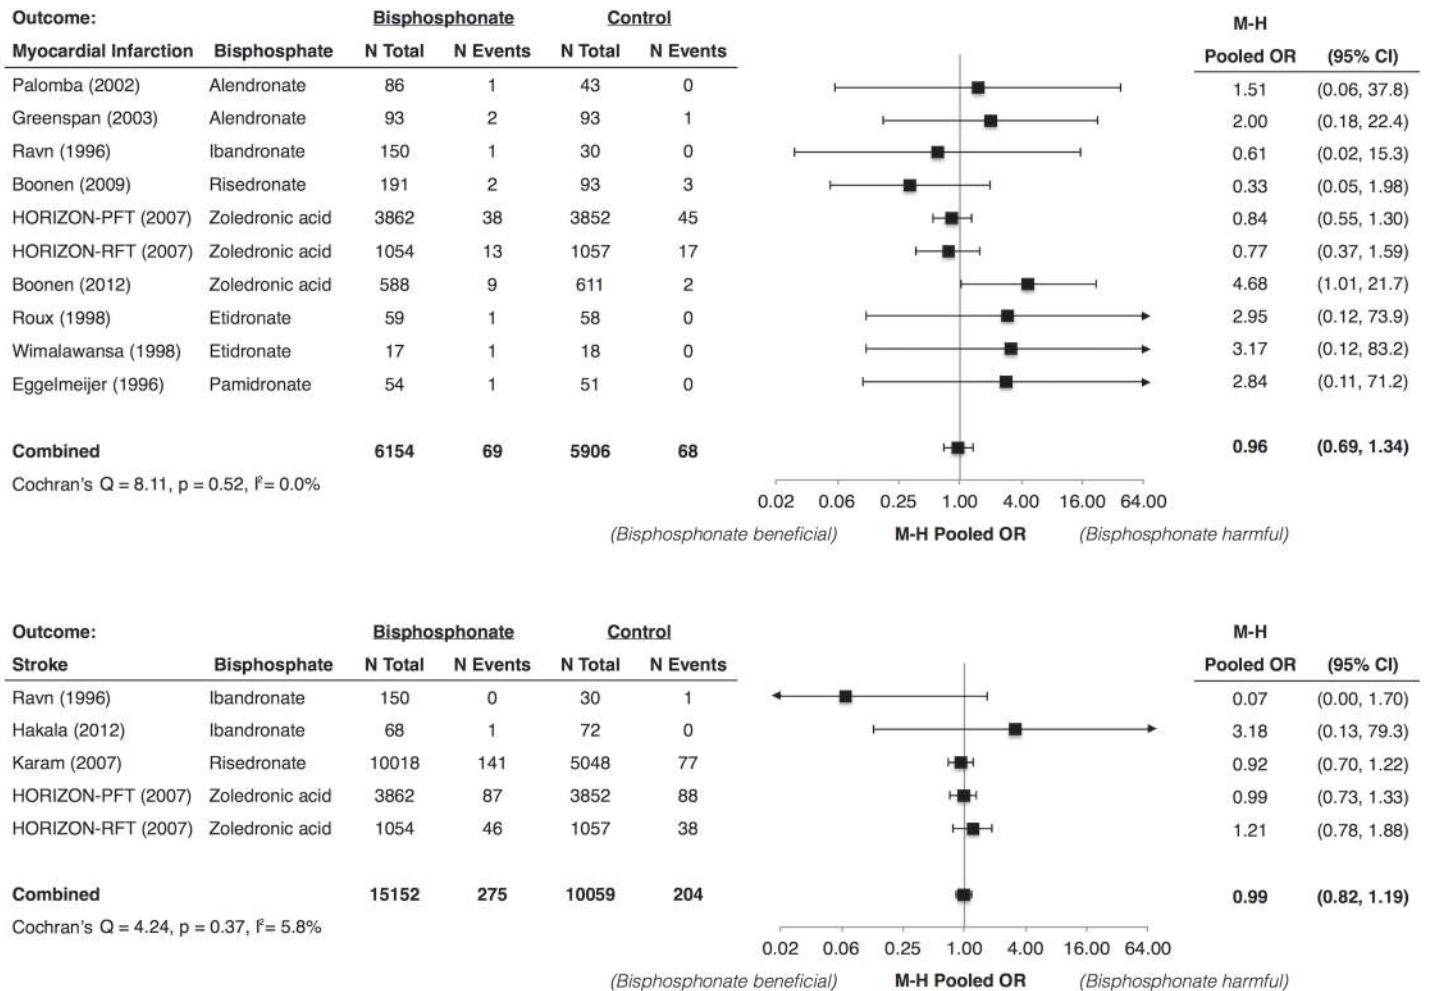 Outcome: Bisphosphonate Control M-H
Myocardial Infarction Bisphosphate N Total N Events N Total N Events Pooled OR (95% CI)
Palomba (2002) Alendronate 86 1 43 0 1.51 (0.06, 37.8)
Greenspan (2003) Alendronate 93 2 93 1 2.00 (0.18, 22.4)
Ravn (1996) Ibandronate 150 1 30 0 0.61 (0.02, 15.3)
Boonen (2009) Risedronate 191 2 93 3 0.33 (0.05, 1.98)
HORIZON-PFT (2007) Zoledronic acid 3862 38 3852 45 0.84 (0.55, 1.30)
HORIZON-RFT (2007) Zoledronic acid 1054 13 1057 17 0.77 (0.37, 1.59)
Boonen (2012) Zoledronic acid 588 9 611 2 4.68 (1.01, 21.7)
Roux (1998) Etidronate 59 1 58 0 2.95 (0.12, 73.9)
Wimalawansa (1998) Etidronate 17 1 18 0 3.17 (0.12, 83.2)
Eggelmeijer (1996) Pamidronate 54 1 51 0 2.84 (0.11, 71.2)
Combined 6154 69 5906 68 0.96 (0.69, 1.34)
Cochran's Q = 8.11, p = 0.52, I²= 0.0%
0.02 0.06 0.25 1.00 4.00 16.00 64.00
(Bisphosphonate beneficial) M-H Pooled OR (Bisphosphonate harmful)
Outcome: Bisphosphonate Control M-H
Stroke Bisphosphate N Total N Events N Total N Events Pooled OR (95% CI)
Ravn (1996) Ibandronate 150 0 30 1 0.07 (0.00, 1.70)
Hakala (2012) Ibandronate 68 1 72 0 3.18 (0.13, 79.3)
Karam (2007) Risedronate 10018 141 5048 77 0.92 (0.70, 1.22)
HORIZON-PFT (2007) Zoledronic acid 3862 87 3852 88 0.99 (0.73, 1.33)
HORIZON-RFT (2007) Zoledronic acid 1054 46 1057 38 1.21 (0.78, 1.88)
Combined 15152 275 10059 204 0.99 (0.82, 1.19)
Cochran's Q = 4.24, p = 0.37, I²= 5.8%
0.02 0.06 0.25 1.00 4.00 16.00 64.00
(Bisphosphonate beneficial) M-H Pooled OR (Bisphosphonate harmful)